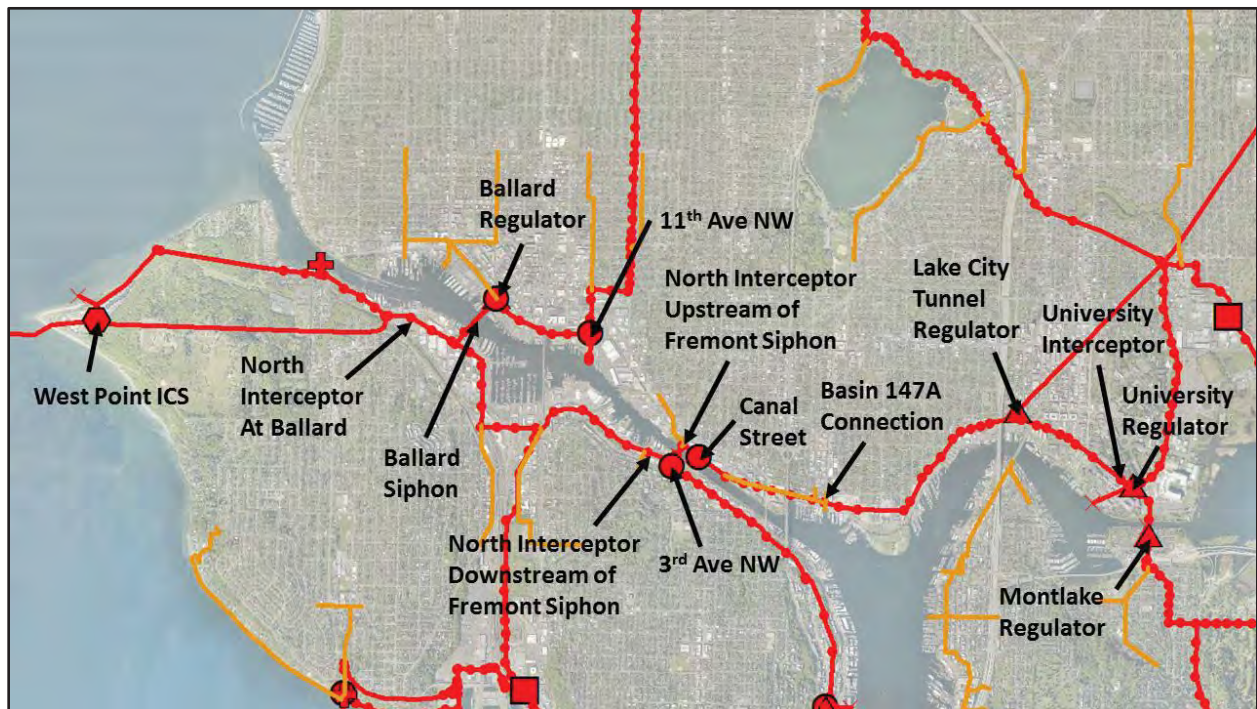 Ballard
Regulator
11th Ave NW
North Interceptor
Upstream of
Fremont Siphon
Lake City
Tunnel
Regulator
University
Interceptor
West Point ICS
North
Interceptor
At Ballard
Ballard
Siphon
Canal
Street
Basin 147A
Connection
University
Regulator
North Interceptor
Downstream of
Fremont Siphon
3rd Ave NW
Montlake
Regulator